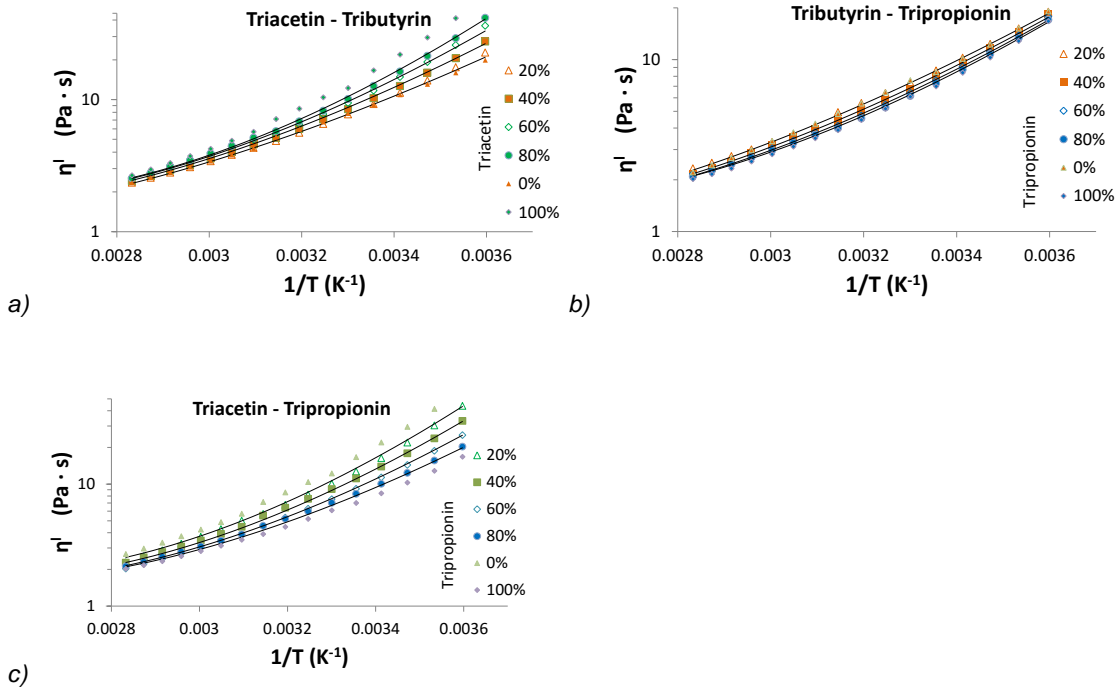 Triacetin - Tributyrin
ηᴵ (Pa · s)
10
1
0.0028 0.003 0.0032 0.0034 0.0036
1/T (K⁻¹)
Triacetin
20%
40%
60%
80%
0%
100%
a)
Tributyrin - Tripropionin
ηᴵ (Pa · s)
10
1
0.0028 0.003 0.0032 0.0034 0.0036
1/T (K⁻¹)
Tripropionin
20%
40%
60%
80%
0%
100%
b)
Triacetin - Tripropionin
ηᴵ (Pa · s)
10
1
0.0028 0.003 0.0032 0.0034 0.0036
1/T (K⁻¹)
Tripropionin
20%
40%
60%
80%
0%
100%
c)